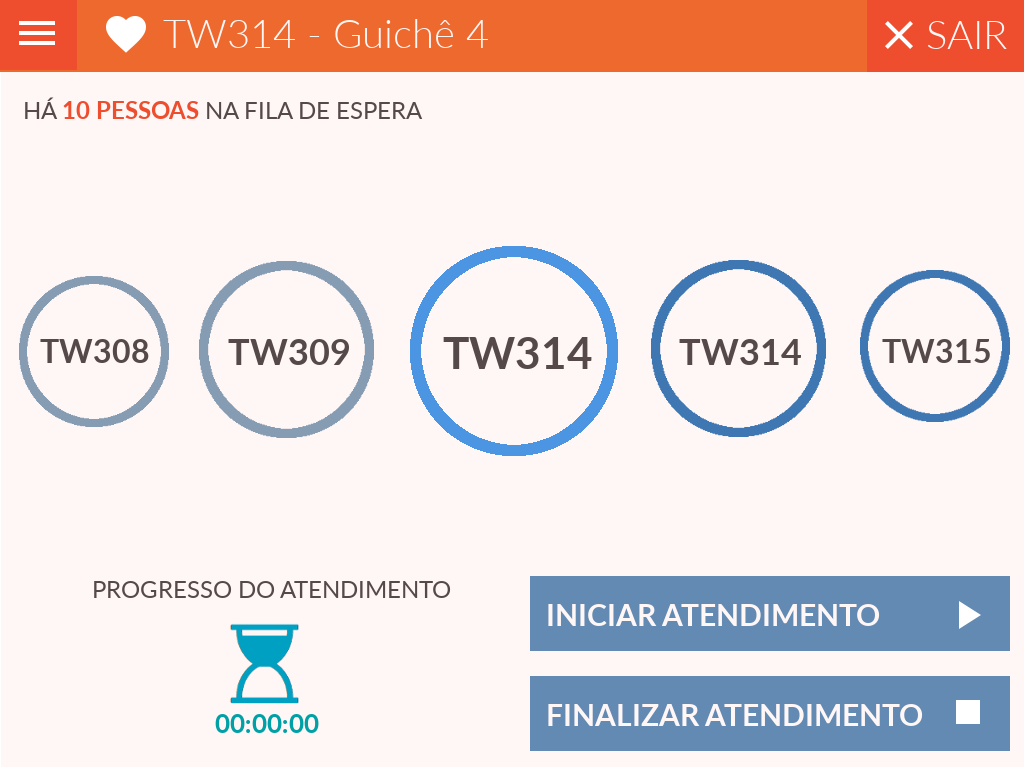 TW314 - Guichê 4
SAIR
HÁ 10 PESSOAS NA FILA DE ESPERA
TW308
TW309
TW314
TW314
TW315
PROGRESSO DO ATENDIMENTO
00:00:00
INICIAR ATENDIMENTO
FINALIZAR ATENDIMENTO